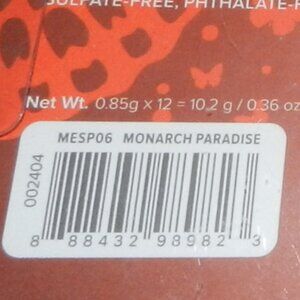 SULFATE-FREE, PHTHALATE-F
Net Wt. 0.85g x 12 = 10.2 g / 0.36 oz
MESP06 MONARCH PARADISE
002404
8 88432 98982 3